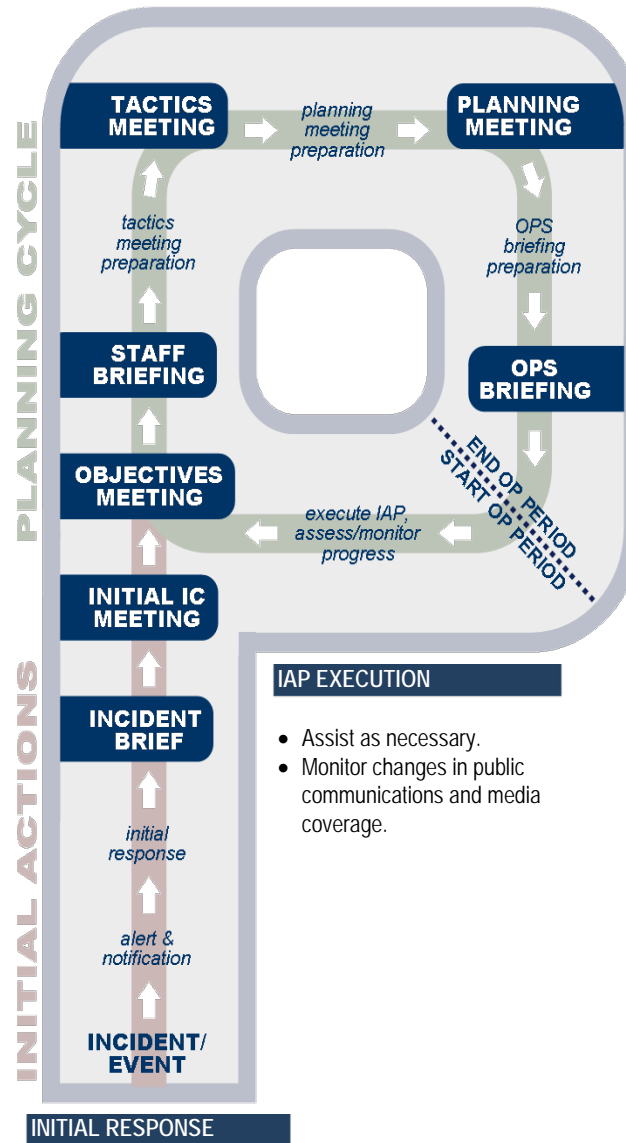 TACTICS
MEETING
planning
meeting
preparation
PLANNING
MEETING
tactics
meeting
preparation
OPS
briefing
preparation
STAFF
BRIEFING
OPS
BRIEFING
OBJECTIVES
MEETING
END OP PERIOD
START OP PERIOD
execute IAP,
assess/monitor
progress
INITIAL IC
MEETING
INCIDENT
BRIEF
initial
response
alert &
notification
INCIDENT/
EVENT
PLANNING CYCLE
INITIAL ACTIONS
IAP EXECUTION
• Assist as necessary.
• Monitor changes in public
communications and media
coverage.
INITIAL RESPONSE